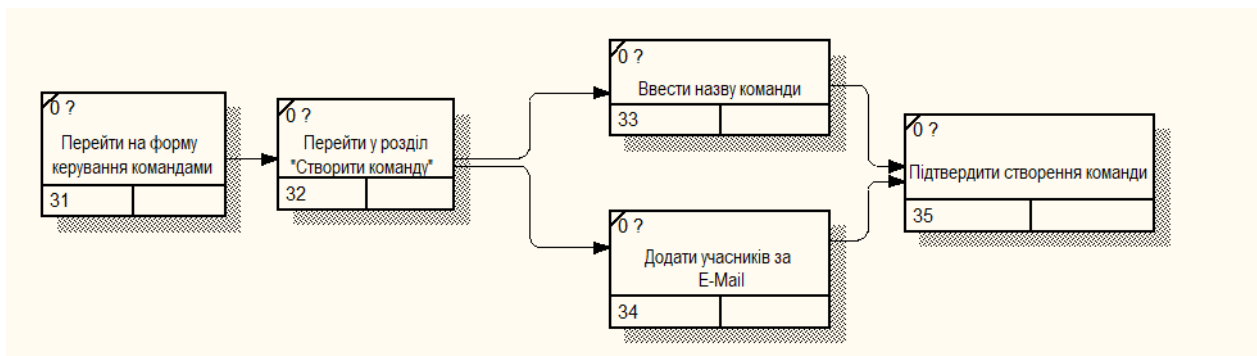 0 ?
Перейти на форму
керування командами
31
0 ?
Перейти у розділ
"Створити команду"
32
0 ?
Ввести назву команди
33
0 ?
Додати учасників за
E-Mail
34
0 ?
Підтвердити створення команди
35